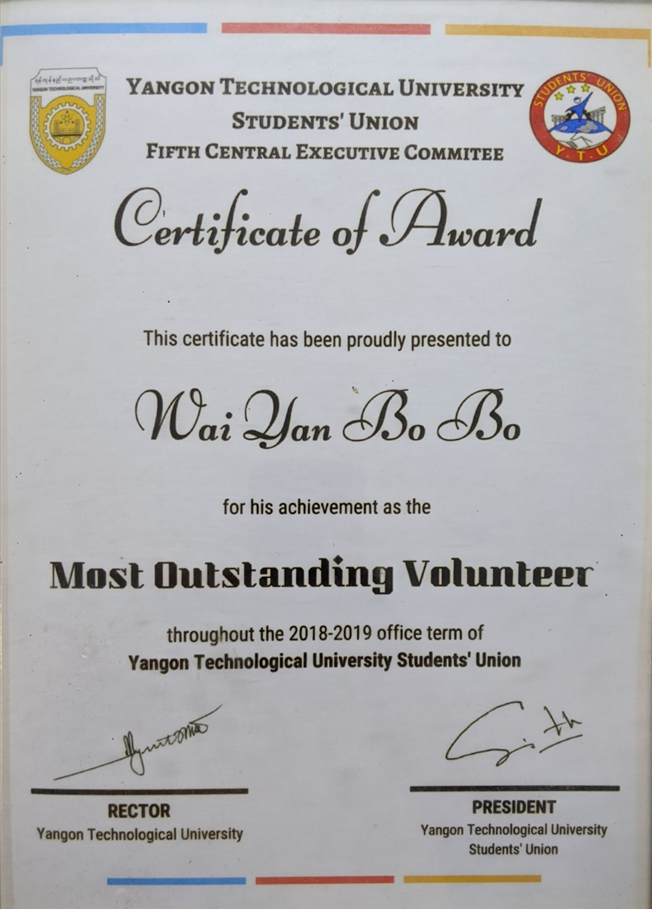 YANGON TECHNOLOGICAL UNIVERSITY
YANGON TECHNOLOGICAL UNIVERSITY
STUDENTS' UNION
FIFTH CENTRAL EXECUTIVE COMMITEE
STUDENTS' UNION
Y.T.U
Certificate of Award
This certificate has been proudly presented to
Wai Yan Bo Bo
for his achievement as the
Most Outstanding Volunteer
throughout the 2018-2019 office term of
Yangon Technological University Students' Union
RECTOR
Yangon Technological University
PRESIDENT
Yangon Technological University
Students' Union